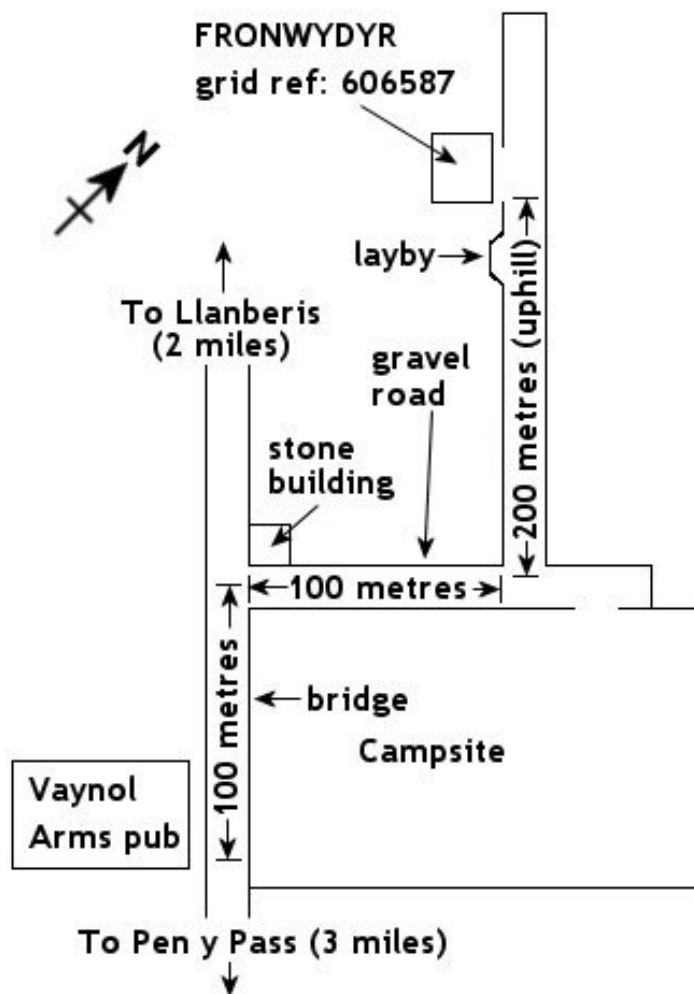 FRONWYDYR
grid ref: 606587
N
layby
To Llanberis
(2 miles)
gravel
road
200 metres (uphill)
stone
building
100 metres
100 metres
bridge
Campsite
Vaynol
Arms pub
To Pen y Pass (3 miles)